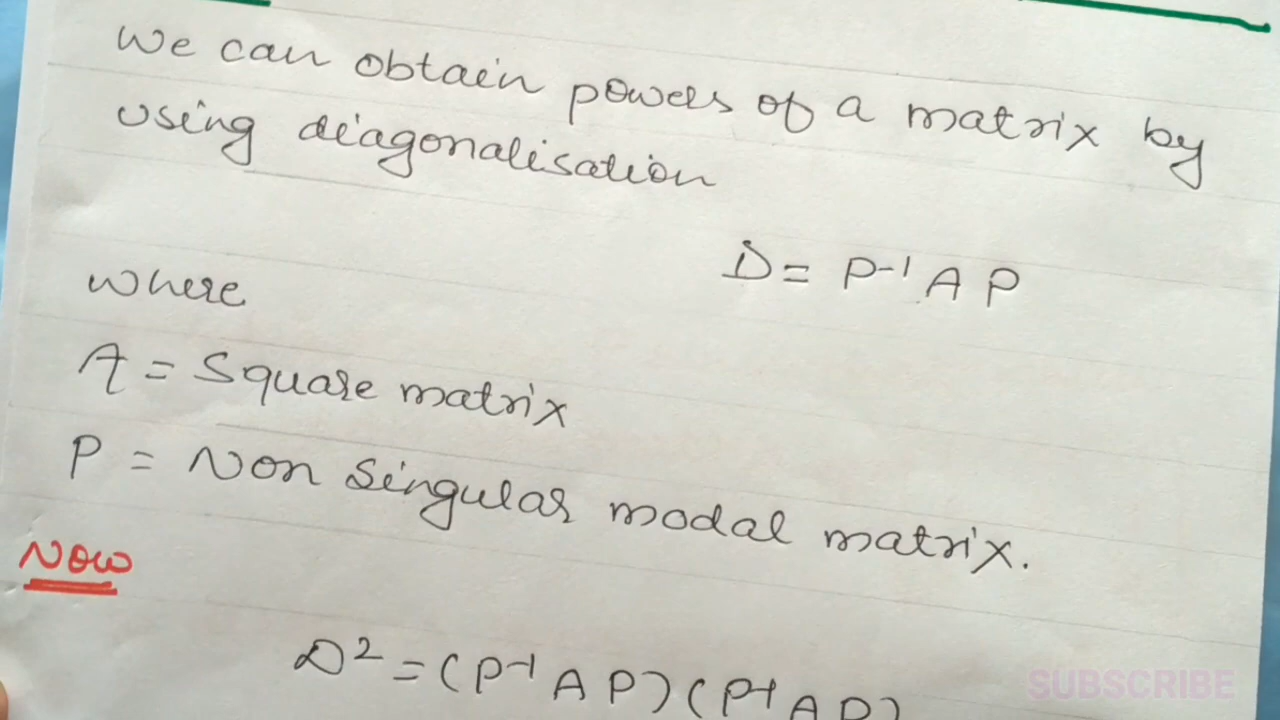 We can obtain powers of a matrix by
using diagonalisation
D = P⁻¹ A P
where
A = Square matrix
P = Non Singular modal matrix.
Now
D² = (P⁻¹ A P) (P⁻¹ A P)
SUBSCRIBE